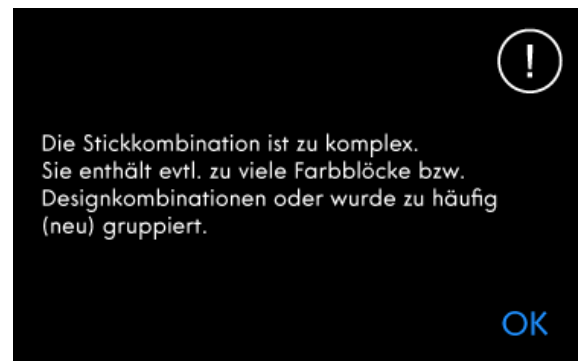 !
Die Stickkombination ist zu komplex.
Sie enthält evtl. zu viele Farbblöcke bzw.
Designkombinationen oder wurde zu häufig
(neu) gruppiert.
OK